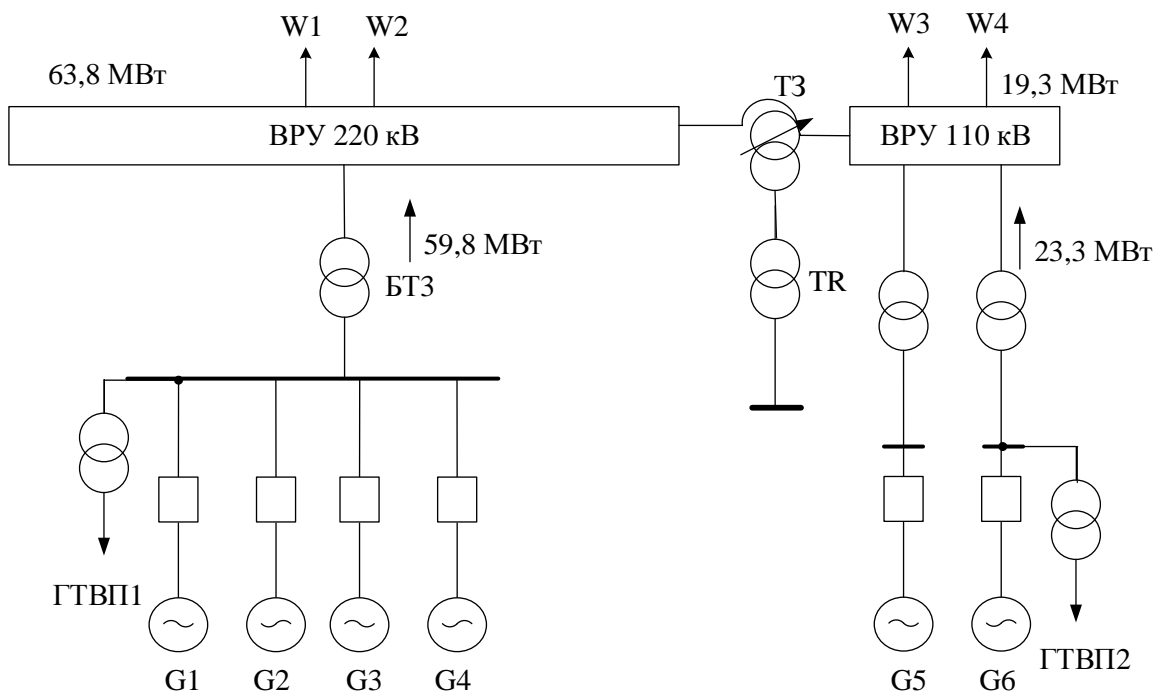 W1 W2 W3 W4
63,8 МВт Т3 19,3 МВт
ВРУ 220 кВ ВРУ 110 кВ
59,8 МВт 23,3 МВт
БТ3 TR
ГТВП1 ГТВП2
G1 G2 G3 G4 G5 G6